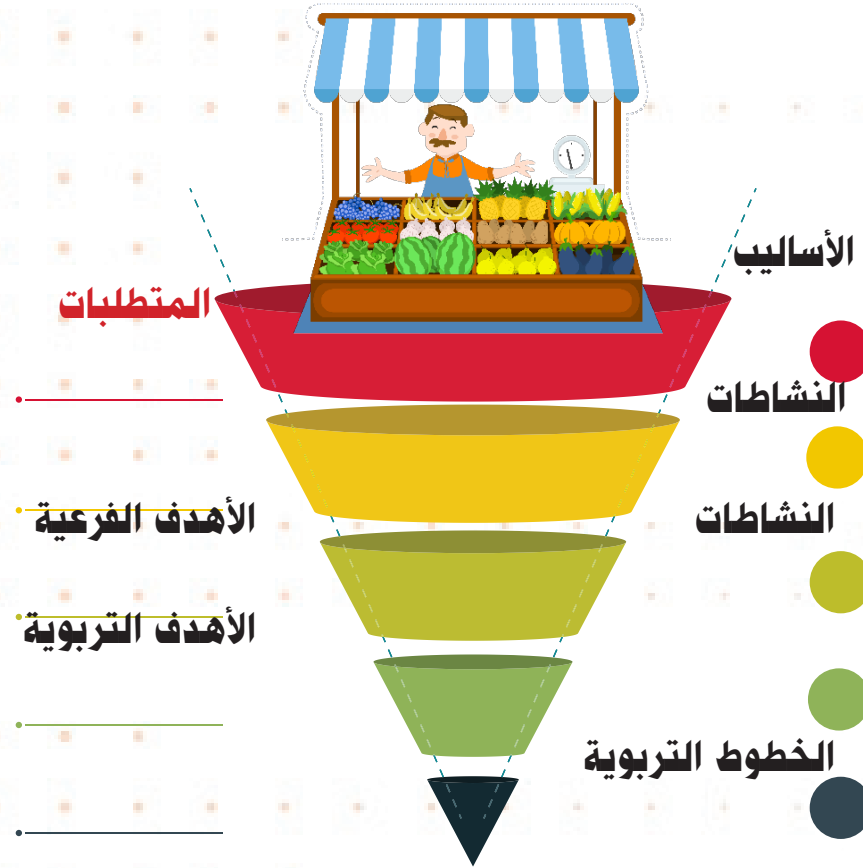 الأساليب
المتطلبات
النشاطات
النشاطات
الأهدف الفرعية
الأهدف التربوية
الخطوط التربوية